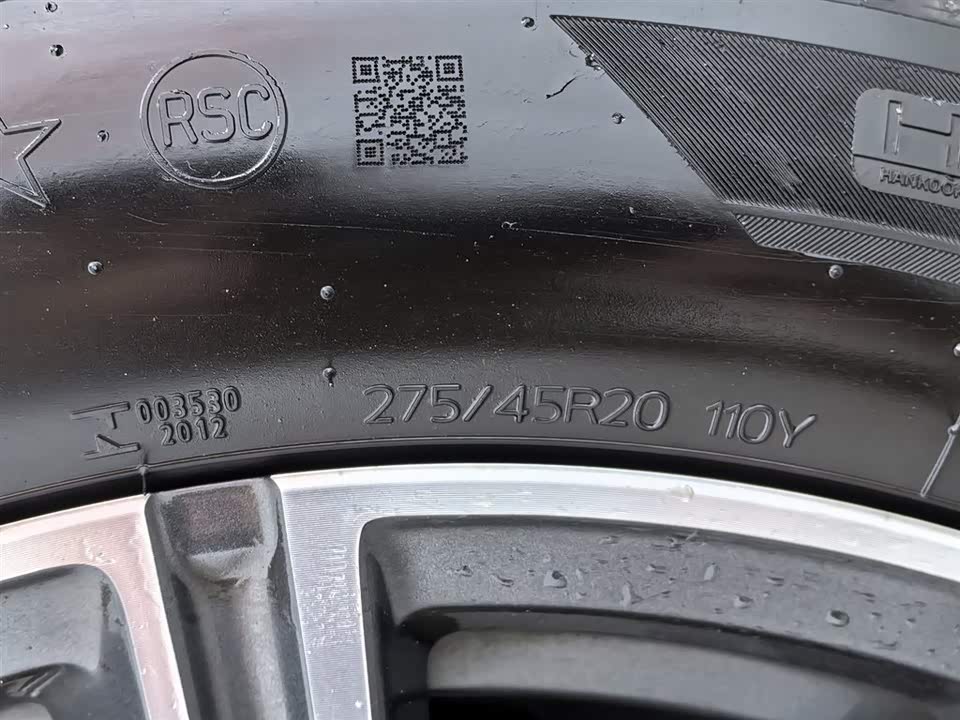 RSC
H
HANKOOK
003530
2012
275/45R20 110Y